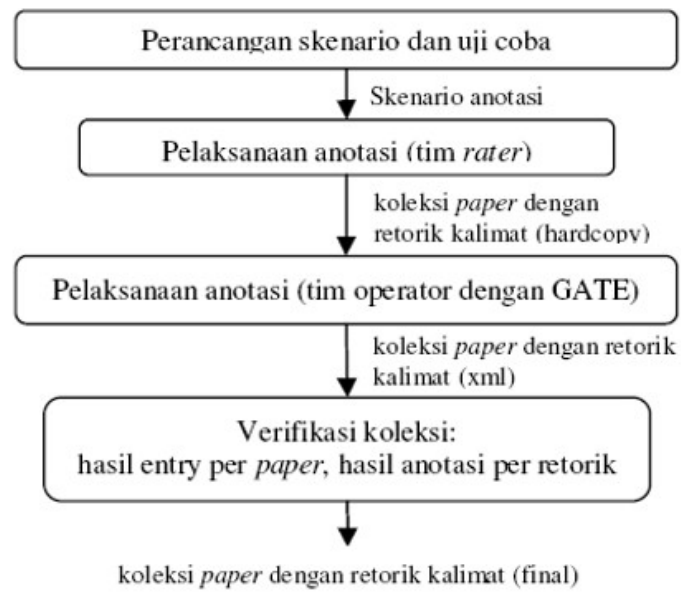 Perancangan skenario dan uji coba
Skenario anotasi
Pelaksanaan anotasi (tim rater)
koleksi paper dengan
retorik kalimat (hardcopy)
Pelaksanaan anotasi (tim operator dengan GATE)
koleksi paper dengan retorik
kalimat (xml)
Verifikasi koleksi:
hasil entry per paper, hasil anotasi per retorik
koleksi paper dengan retorik kalimat (final)